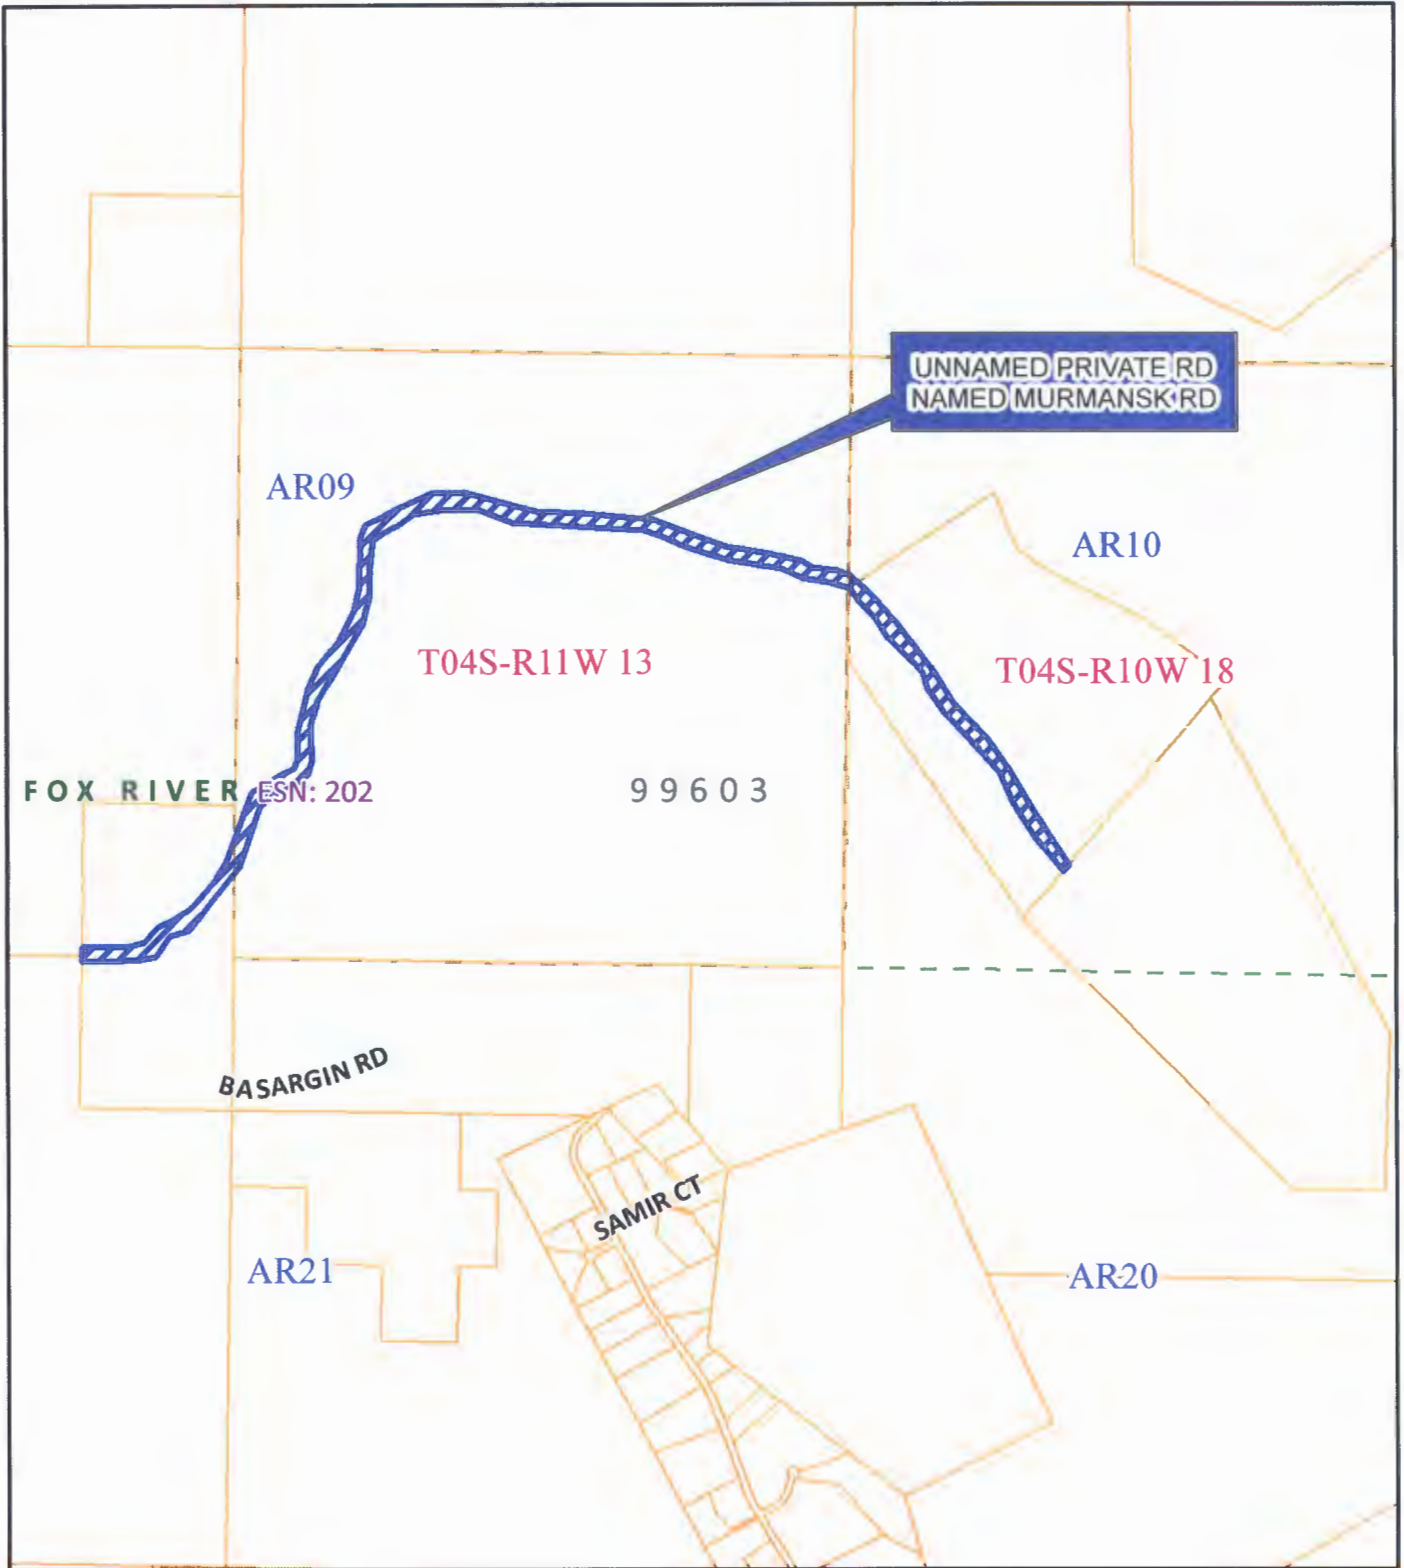 UNNAMED PRIVATE RD
NAMED MURMANSK RD
AR09
AR10
T04S-R11W 13
T04S-R10W 18
FOX RIVER
ESN: 202
99603
BASARGIN RD
SAMIR CT
AR21
AR20